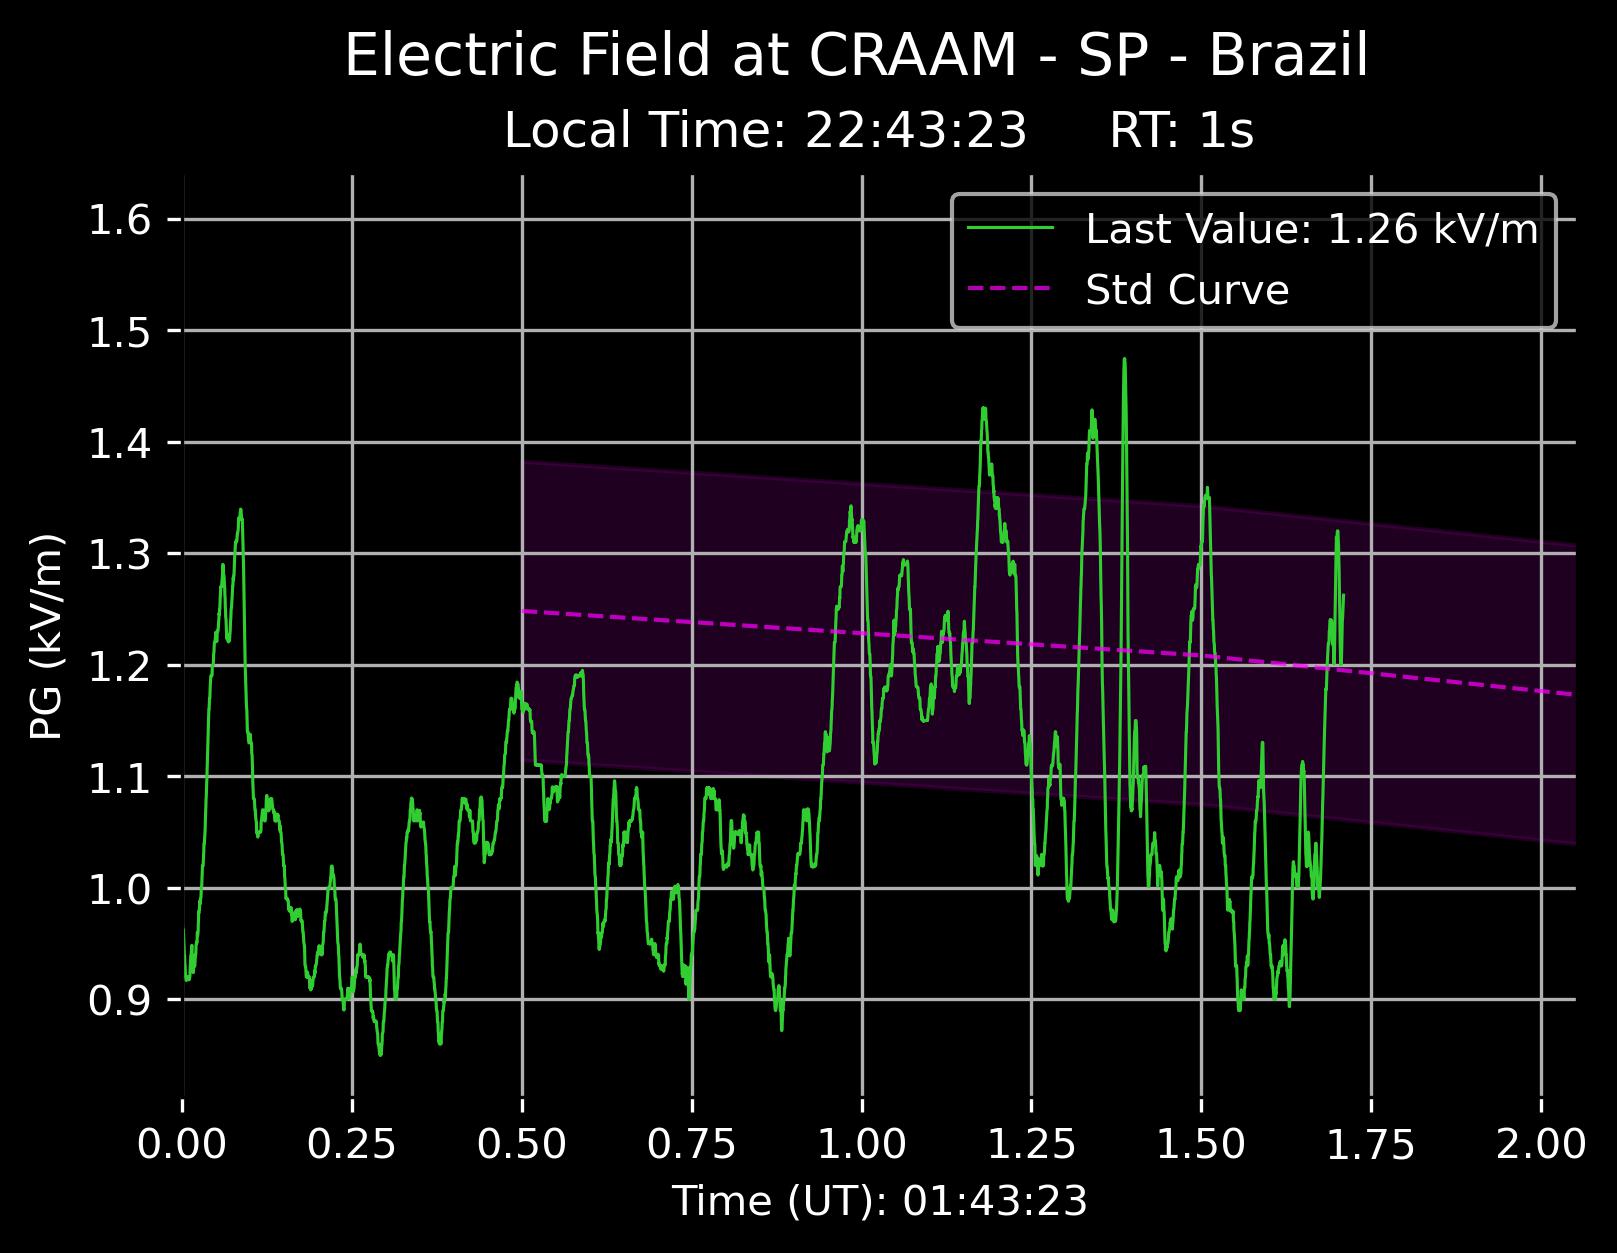 Electric Field at CRAAM - SP - Brazil
Local Time: 22:43:23 RT: 1s
Last Value: 1.26 kV/m
Std Curve
PG (kV/m)
1.6
1.5
1.4
1.3
1.2
1.1
1.0
0.9
0.00 0.25 0.50 0.75 1.00 1.25 1.50 1.75 2.00
Time (UT): 01:43:23